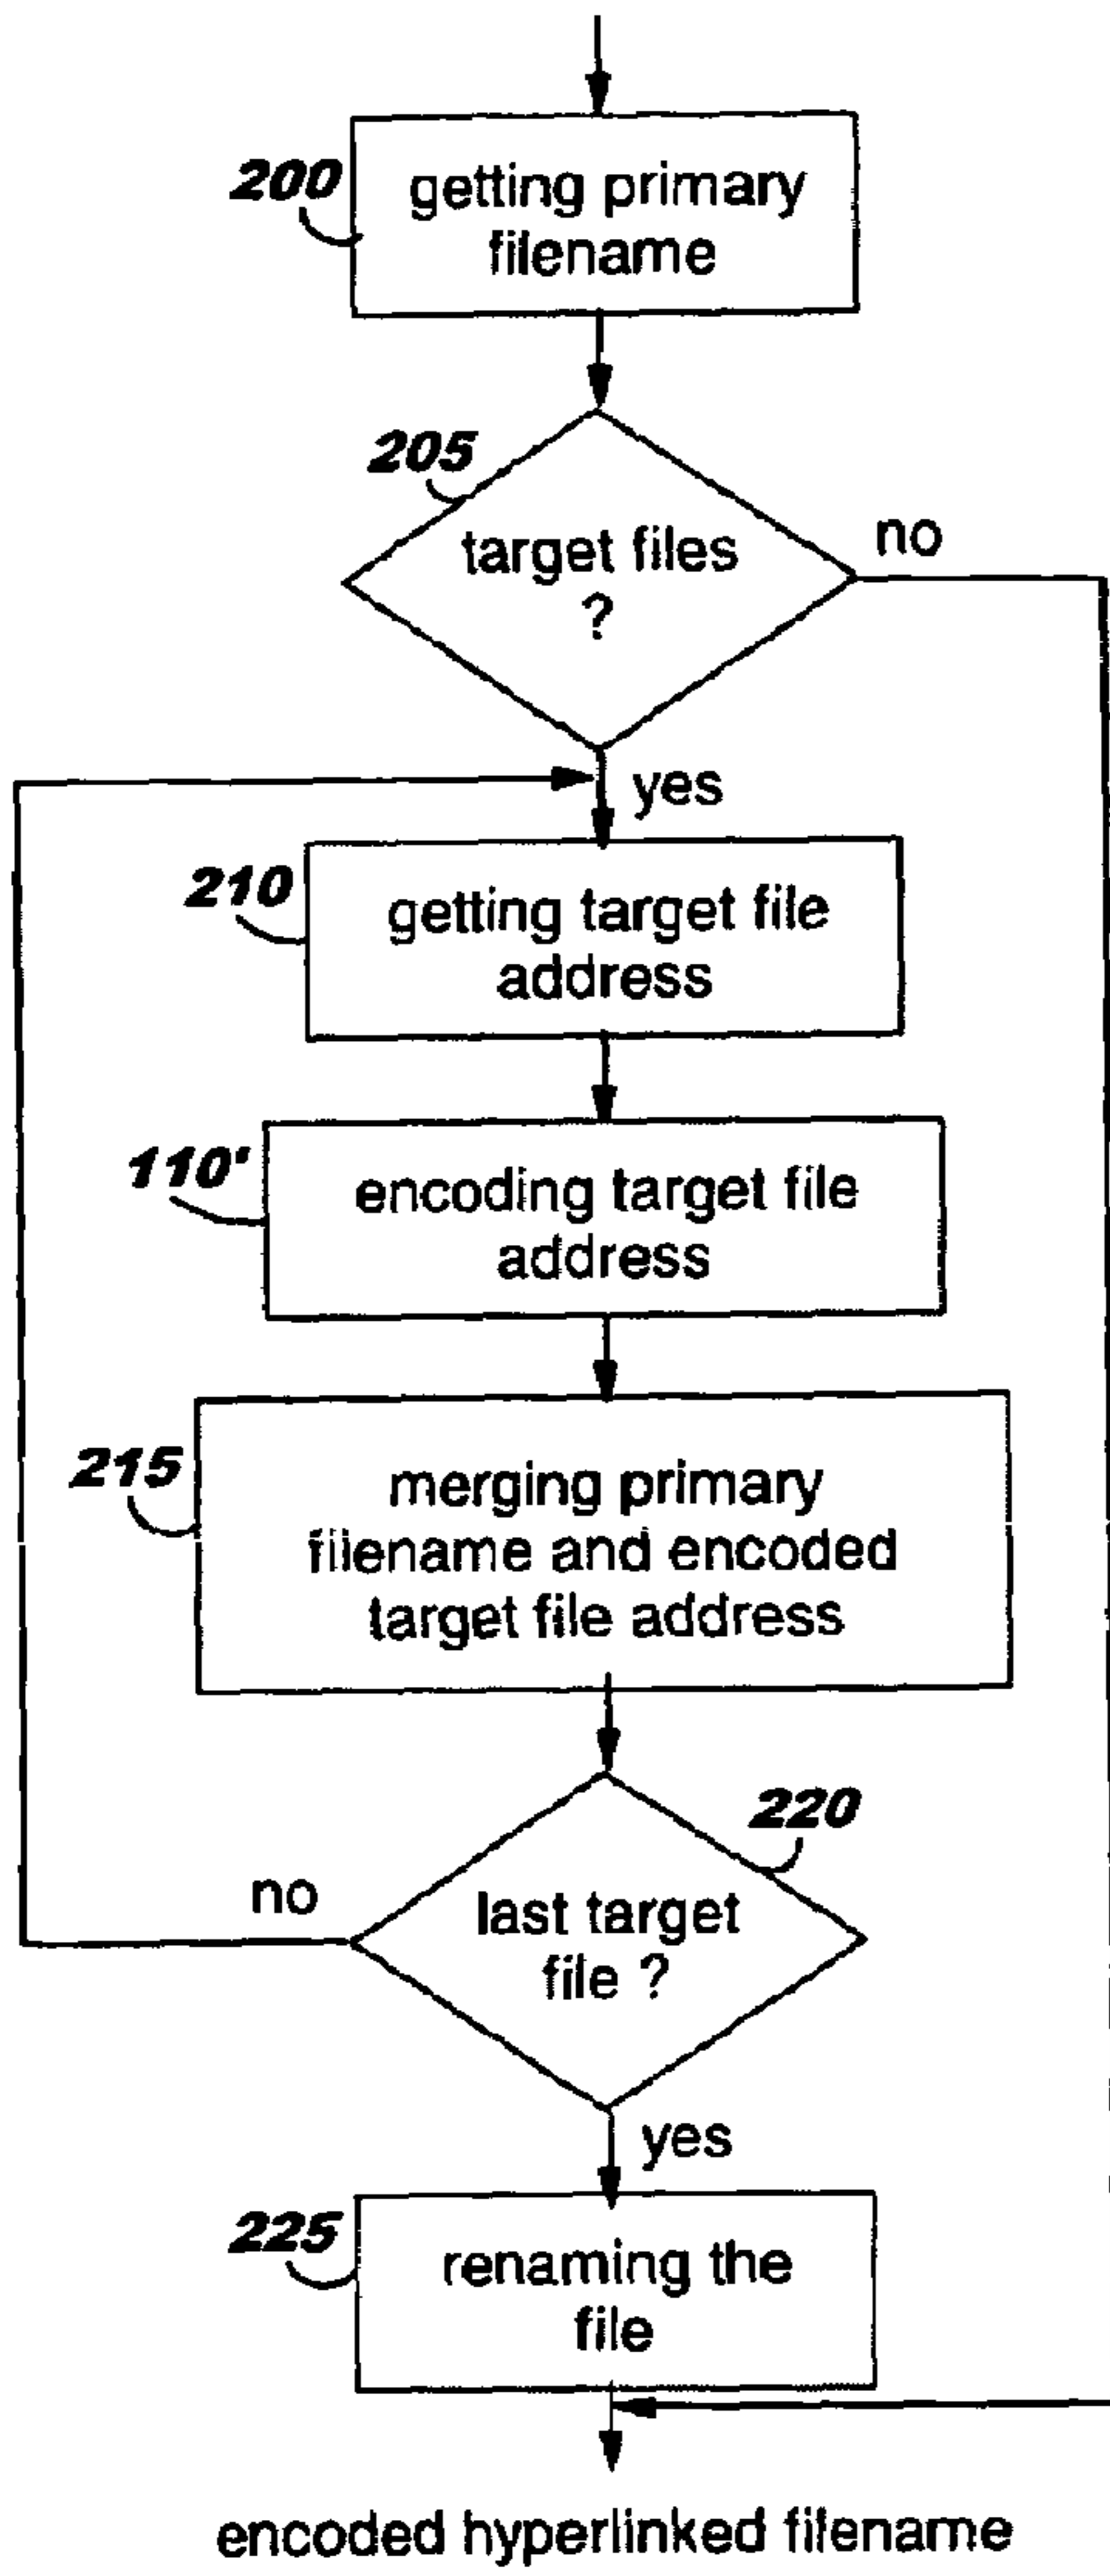 200
getting primary
filename
205
target files
?
no
yes
210
getting target file
address
110'
encoding target file
address
215
merging primary
filename and encoded
target file address
220
last target
file ?
no
yes
225
renaming the
file
encoded hyperlinked filename